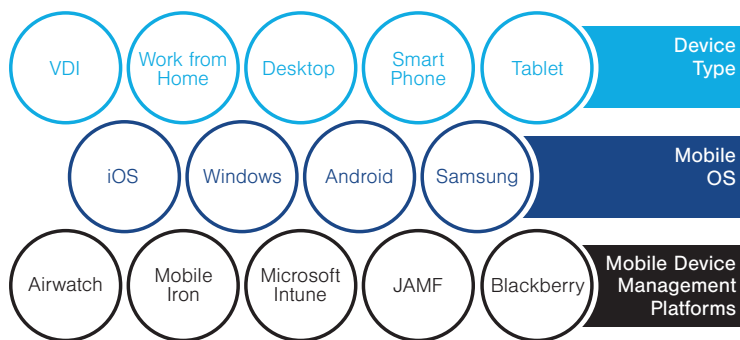 VDI
Work from
Home
Desktop
Smart
Phone
Tablet
Device
Type
iOS
Windows
Android
Samsung
Mobile
OS
Airwatch
Mobile
Iron
Microsoft
Intune
JAMF
Blackberry
Mobile Device
Management
Platforms